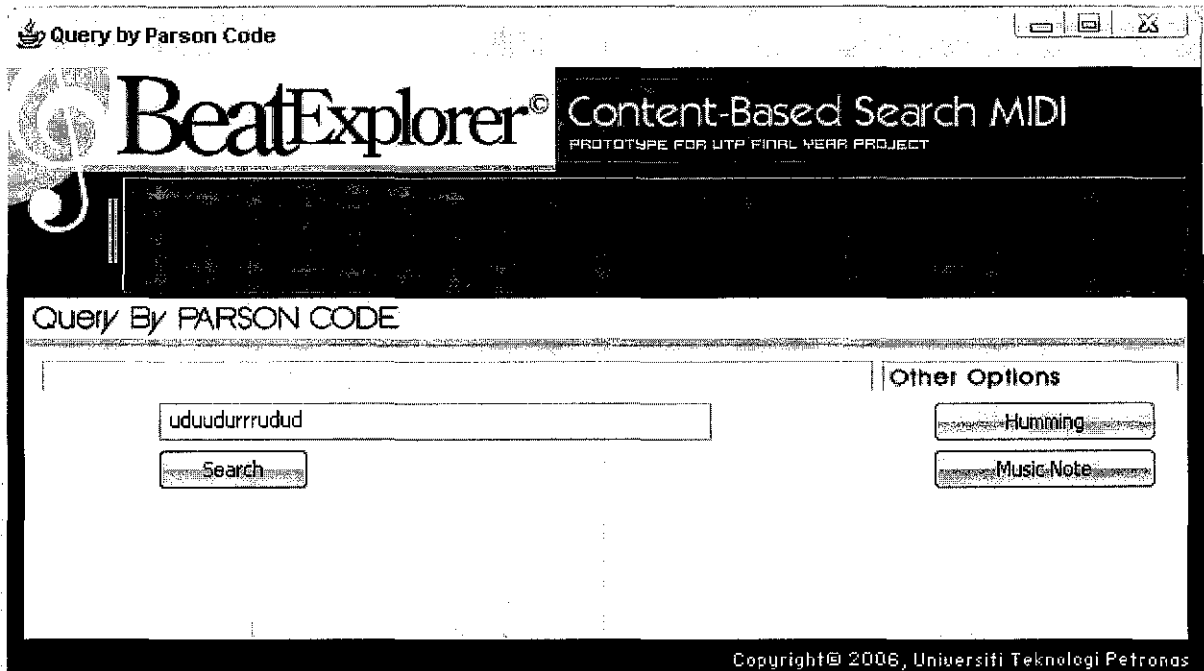 Query by Parson Code
BeatExplorer©
Content-Based Search MIDI
PROTOTYPE FOR UTP FINAL YEAR PROJECT
Query By PARSON CODE
Other Options
uduudurrrudud
Humming
Search
Music Note
Copyright© 2006, Universiti Teknologi Petronas